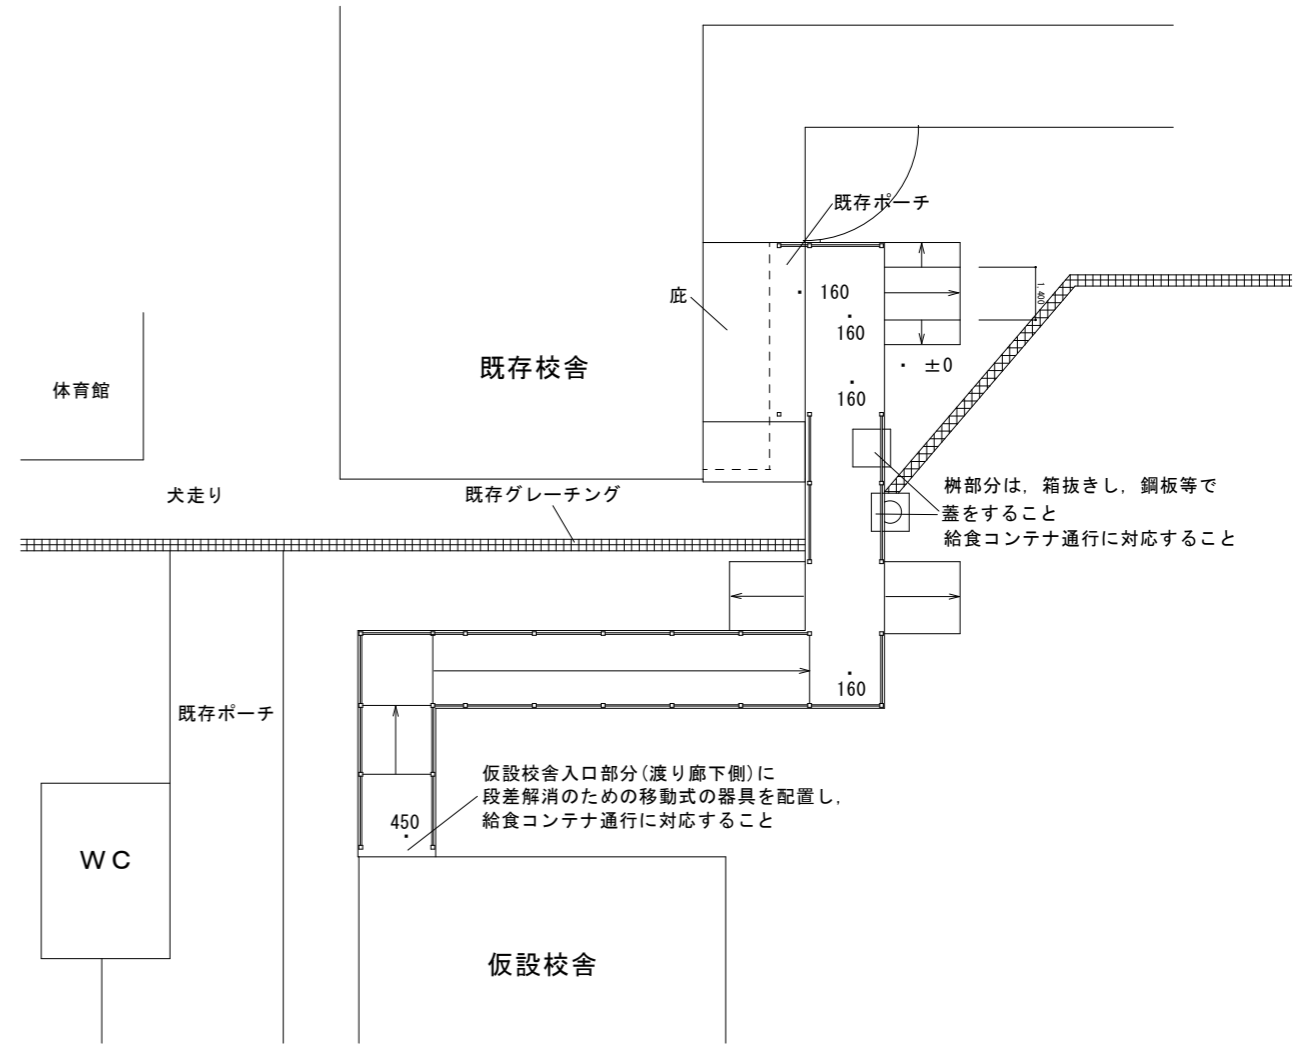 既存ポーチ
160
庇
1,400
160
既存校舎
±0
体育館
160
犬走り
既存グレーチング
桝部分は，箱抜きし，鋼板等で
蓋をすること
給食コンテナ通行に対応すること
160
既存ポーチ
仮設校舎入口部分(渡り廊下側)に
段差解消のための移動式の器具を配置し，
給食コンテナ通行に対応すること
450
WC
仮設校舎